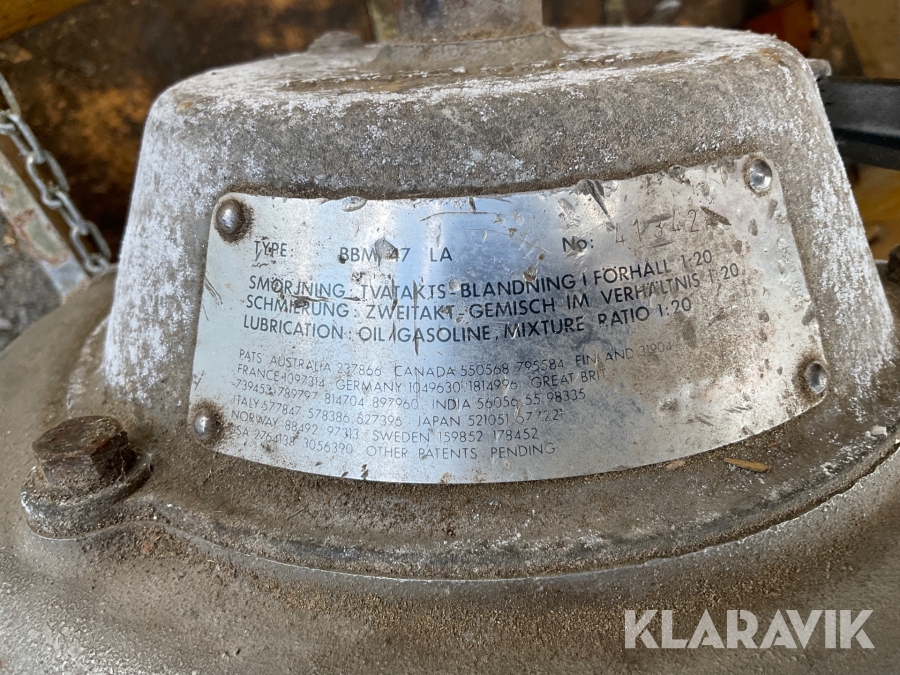 TYPE: BBM 47 LA No: 41342
SMÖRJNING: TVÅTAKTS-BLANDNING I FÖRHÅLL 1:20
SCHMIERUNG: ZWEITAKT-GEMISCH IM VERHÄLTNIS 1:20
LUBRICATION: OIL/GASOLINE, MIXTURE RATIO 1:20
PATS AUSTRALIA 237866 CANADA 550568 795584 FINLAND 31904
FRANCE 1097314 GERMANY 1049630 1814996 GREAT BRIT
739453 789797 814704 897960 INDIA 56056 55 98335
ITALY 577847 578386 627396 JAPAN 521051
NORWAY 88492 97313 SWEDEN 159852 178452
SA 3056390 OTHER PATENTS PENDING
KLARAVIK